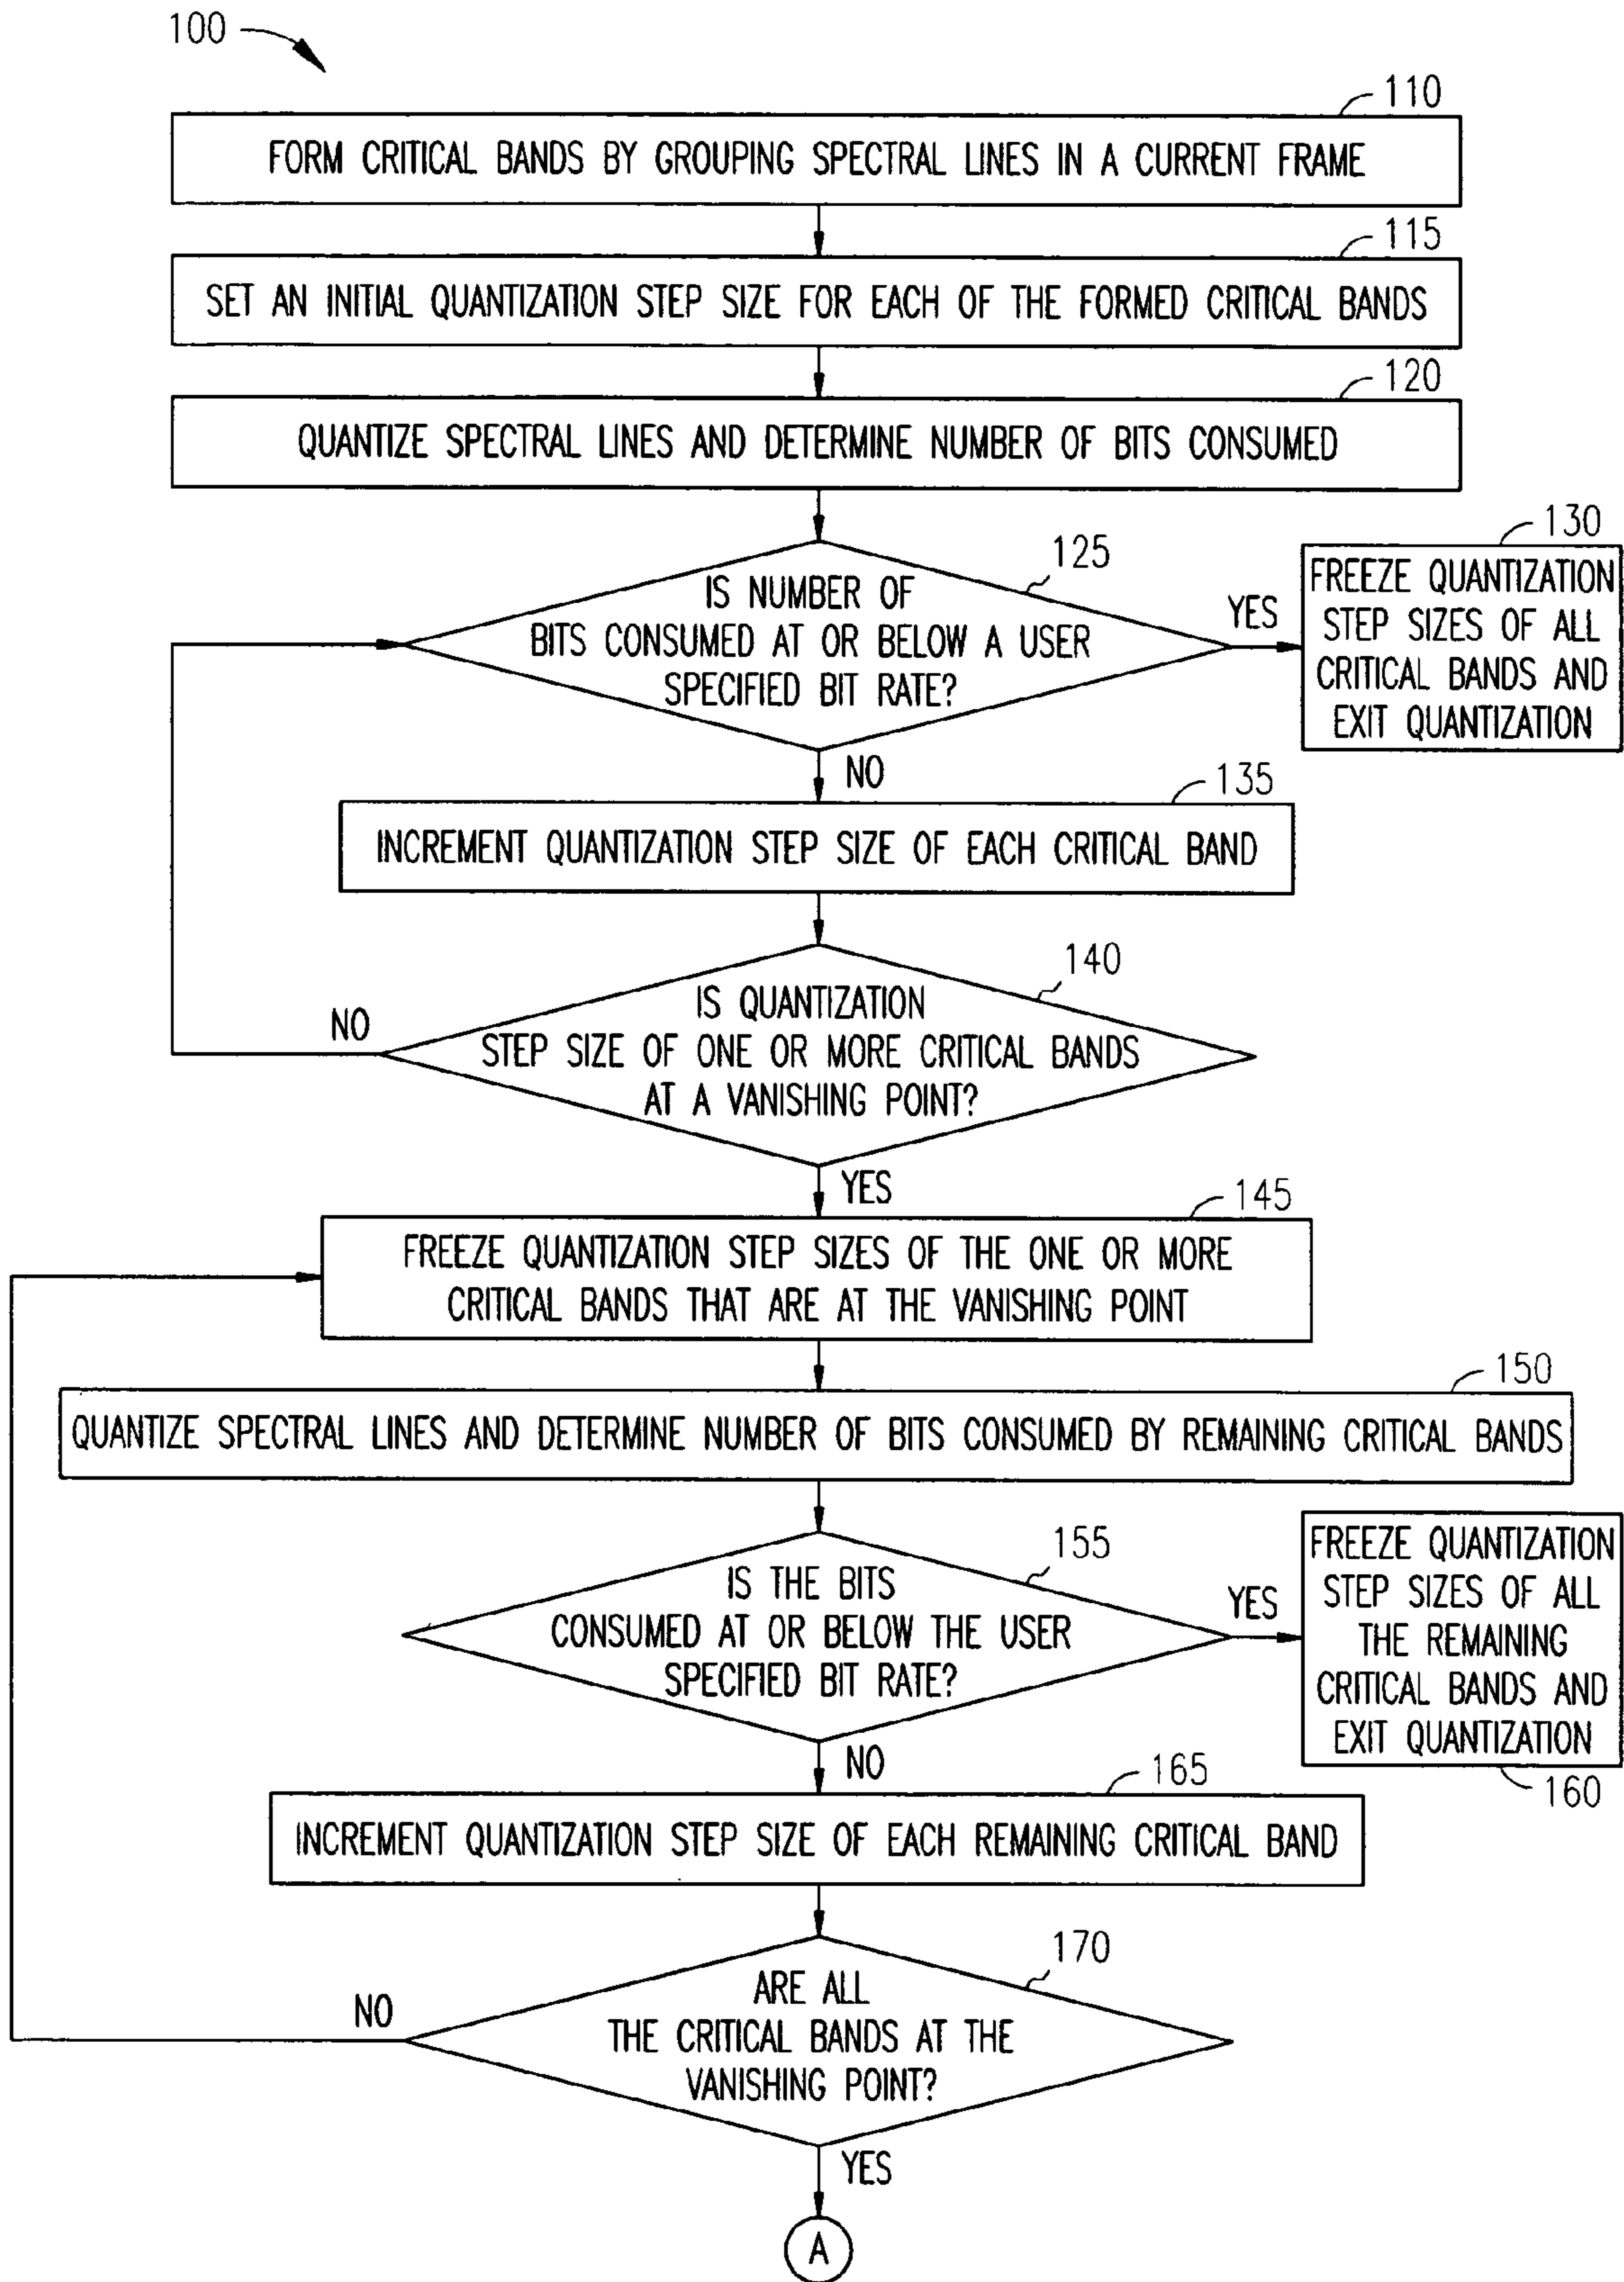 100
110
FORM CRITICAL BANDS BY GROUPING SPECTRAL LINES IN A CURRENT FRAME
115
SET AN INITIAL QUANTIZATION STEP SIZE FOR EACH OF THE FORMED CRITICAL BANDS
120
QUANTIZE SPECTRAL LINES AND DETERMINE NUMBER OF BITS CONSUMED
125
IS NUMBER OF
BITS CONSUMED AT OR BELOW A USER
SPECIFIED BIT RATE?
YES
130
FREEZE QUANTIZATION
STEP SIZES OF ALL
CRITICAL BANDS AND
EXIT QUANTIZATION
NO
135
INCREMENT QUANTIZATION STEP SIZE OF EACH CRITICAL BAND
140
IS QUANTIZATION
STEP SIZE OF ONE OR MORE CRITICAL BANDS
AT A VANISHING POINT?
NO
YES
145
FREEZE QUANTIZATION STEP SIZES OF THE ONE OR MORE
CRITICAL BANDS THAT ARE AT THE VANISHING POINT
150
QUANTIZE SPECTRAL LINES AND DETERMINE NUMBER OF BITS CONSUMED BY REMAINING CRITICAL BANDS
155
IS THE BITS
CONSUMED AT OR BELOW THE USER
SPECIFIED BIT RATE?
YES
FREEZE QUANTIZATION
STEP SIZES OF ALL
THE REMAINING
CRITICAL BANDS AND
EXIT QUANTIZATION
160
NO
165
INCREMENT QUANTIZATION STEP SIZE OF EACH REMAINING CRITICAL BAND
170
ARE ALL
THE CRITICAL BANDS AT THE
VANISHING POINT?
NO
YES
A